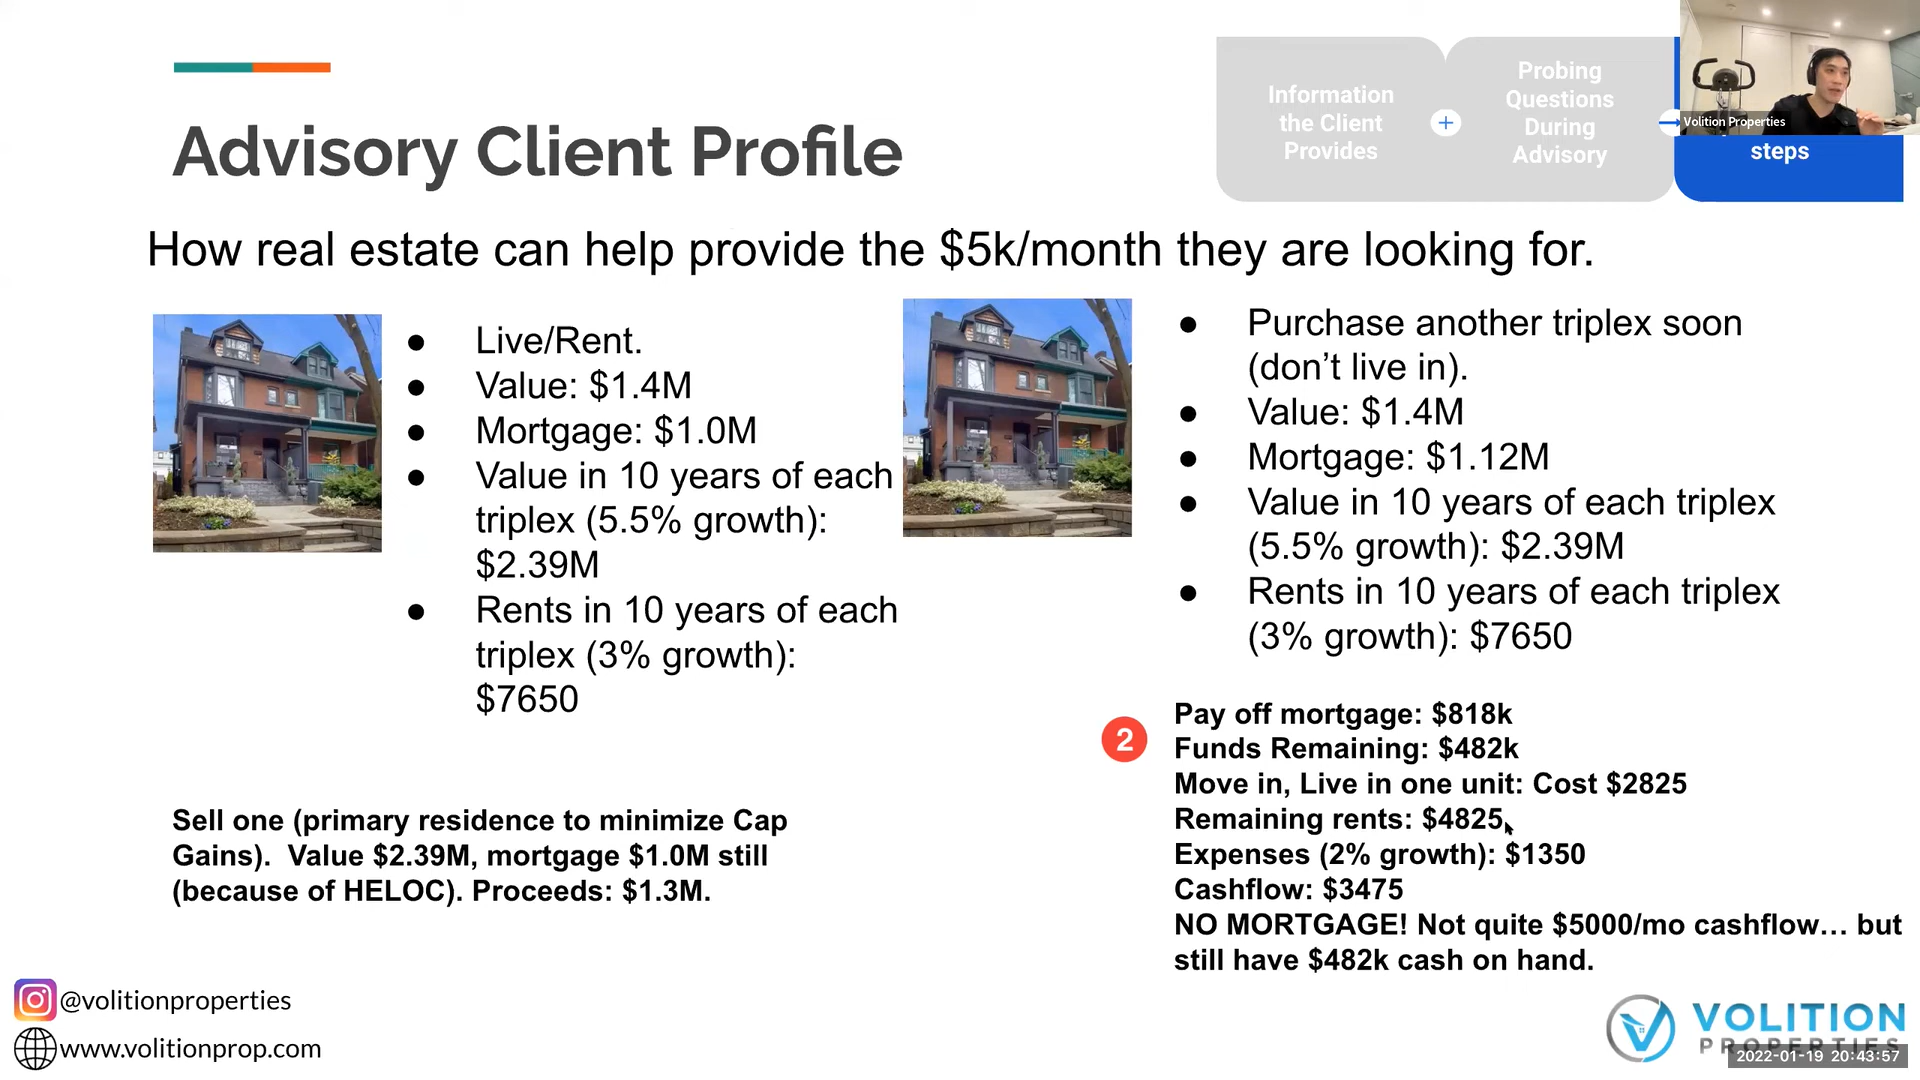 Information
the Client
Provides
Probing
Questions
During
Advisory
steps
Volition Properties
Advisory Client Profile
How real estate can help provide the $5k/month they are looking for.
● Live/Rent.
● Value: $1.4M
● Mortgage: $1.0M
● Value in 10 years of each
triplex (5.5% growth):
$2.39M
● Rents in 10 years of each
triplex (3% growth):
$7650
Sell one (primary residence to minimize Cap
Gains).  Value $2.39M, mortgage $1.0M still
(because of HELOC). Proceeds: $1.3M.
● Purchase another triplex soon
(don’t live in).
● Value: $1.4M
● Mortgage: $1.12M
● Value in 10 years of each triplex
(5.5% growth): $2.39M
● Rents in 10 years of each triplex
(3% growth): $7650
2
Pay off mortgage: $818k
Funds Remaining: $482k
Move in, Live in one unit: Cost $2825
Remaining rents: $4825
Expenses (2% growth): $1350
Cashflow: $3475
NO MORTGAGE! Not quite $5000/mo cashflow... but
still have $482k cash on hand.
@volitionproperties
www.volitionprop.com
VOLITION
PROPERTIES
2022-01-19 20:43:57